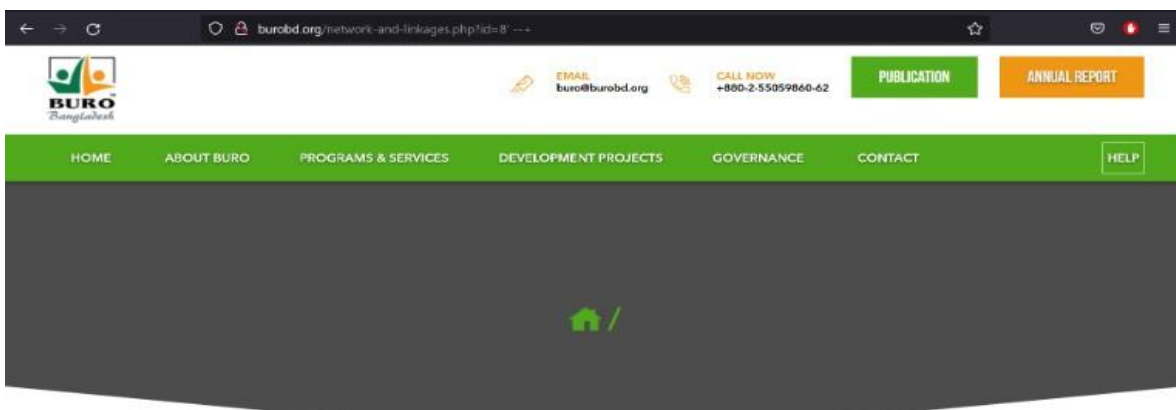 burobd.org/network-and-linkages.php?id=8' --+
BURO
Bangladesh
EMAIL
buro@burobd.org
CALL NOW
+880-2-55059860-62
PUBLICATION
ANNUAL REPORT
HOME ABOUT BURO PROGRAMS & SERVICES DEVELOPMENT PROJECTS GOVERNANCE CONTACT HELP
/